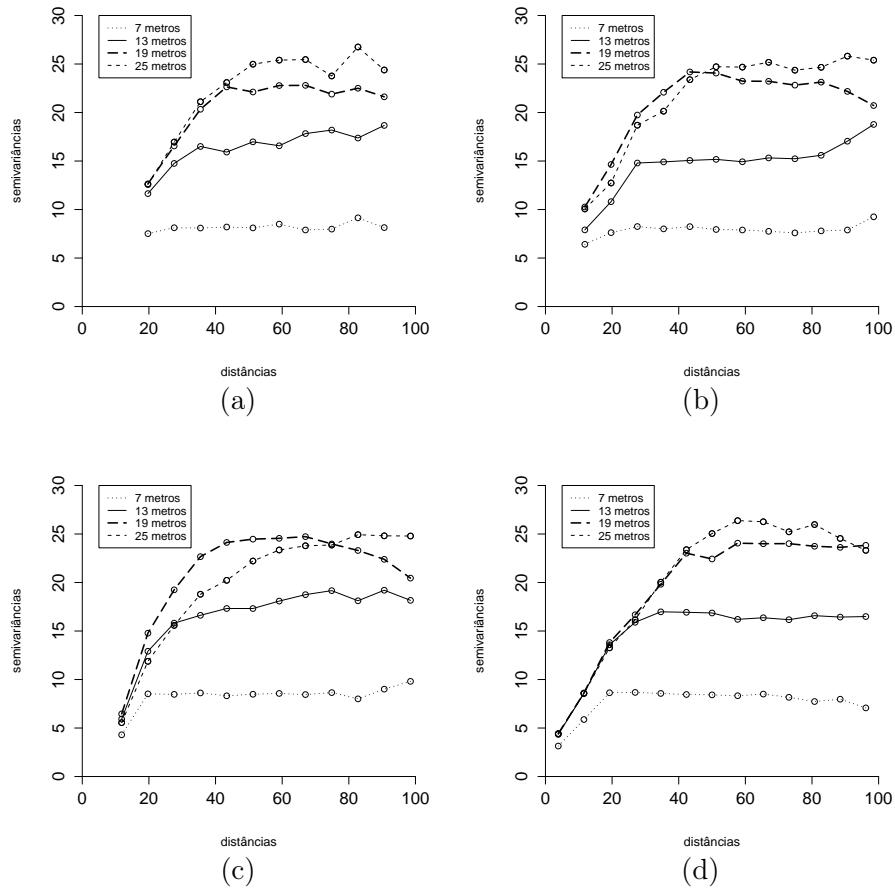 7 metros
13 metros
19 metros
25 metros
semivariâncias
30
25
20
15
10
5
0
0 20 40 60 80 100
distâncias
(a)
7 metros
13 metros
19 metros
25 metros
semivariâncias
30
25
20
15
10
5
0
0 20 40 60 80 100
distâncias
(b)
7 metros
13 metros
19 metros
25 metros
semivariâncias
30
25
20
15
10
5
0
0 20 40 60 80 100
distâncias
(c)
7 metros
13 metros
19 metros
25 metros
semivariâncias
30
25
20
15
10
5
0
0 20 40 60 80 100
distâncias
(d)